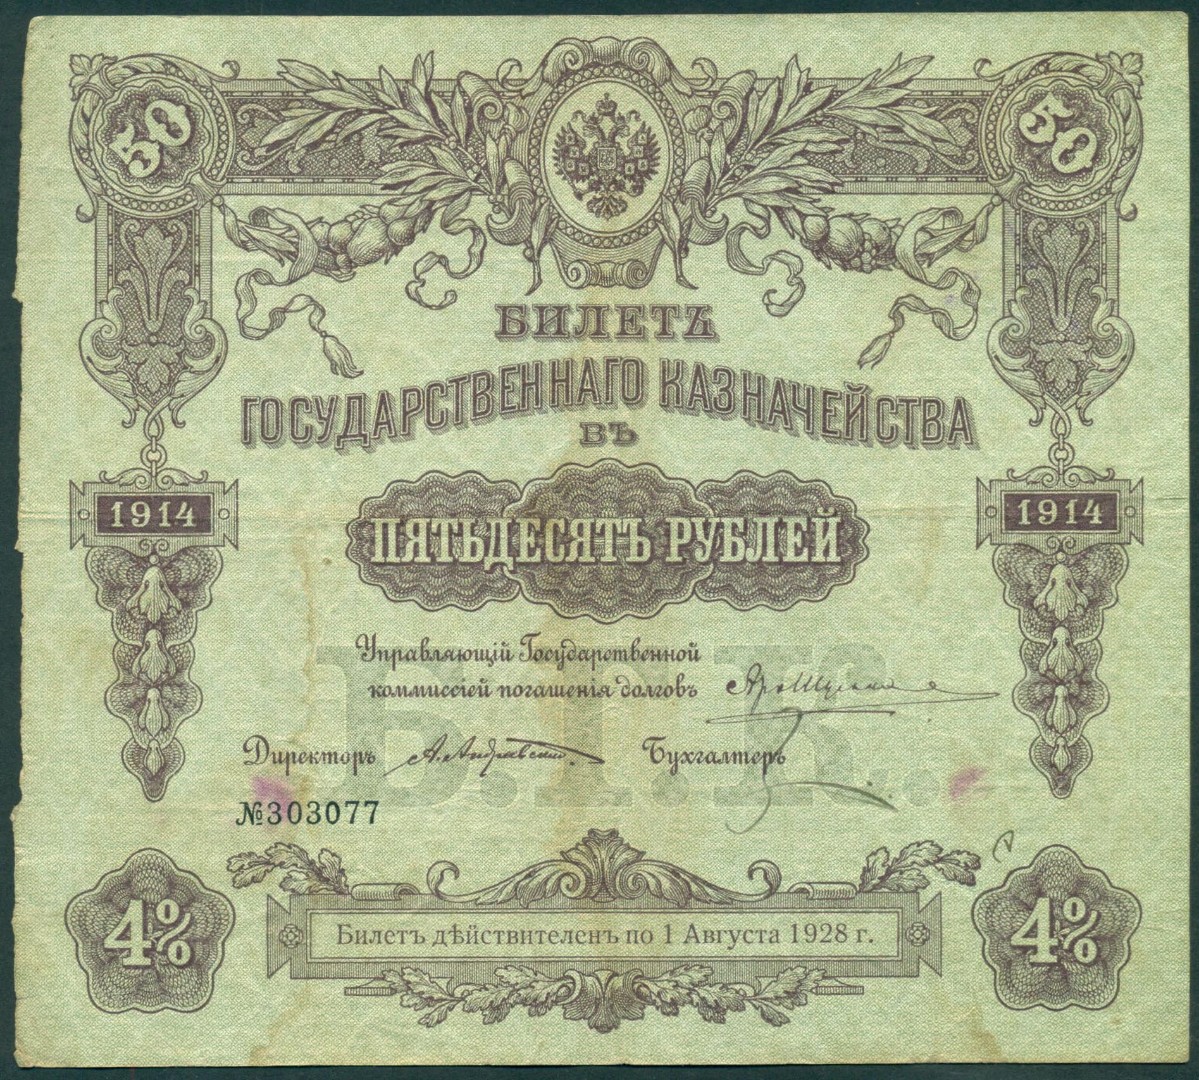 50 50
БИЛЕТЪ
ГОСУДАРСТВЕННАГО КАЗНАЧЕЙСТВА
ВЪ
1914 1914
ПЯТЬДЕСЯТЪ РУБЛЕЙ
Б.Г.К.
Управляющій Государственной
коммиссіей погашенія долговъ
Директоръ Бухгалтеръ
№303077
4% 4%
Билетъ дѣйствителенъ по 1 Августа 1928 г.